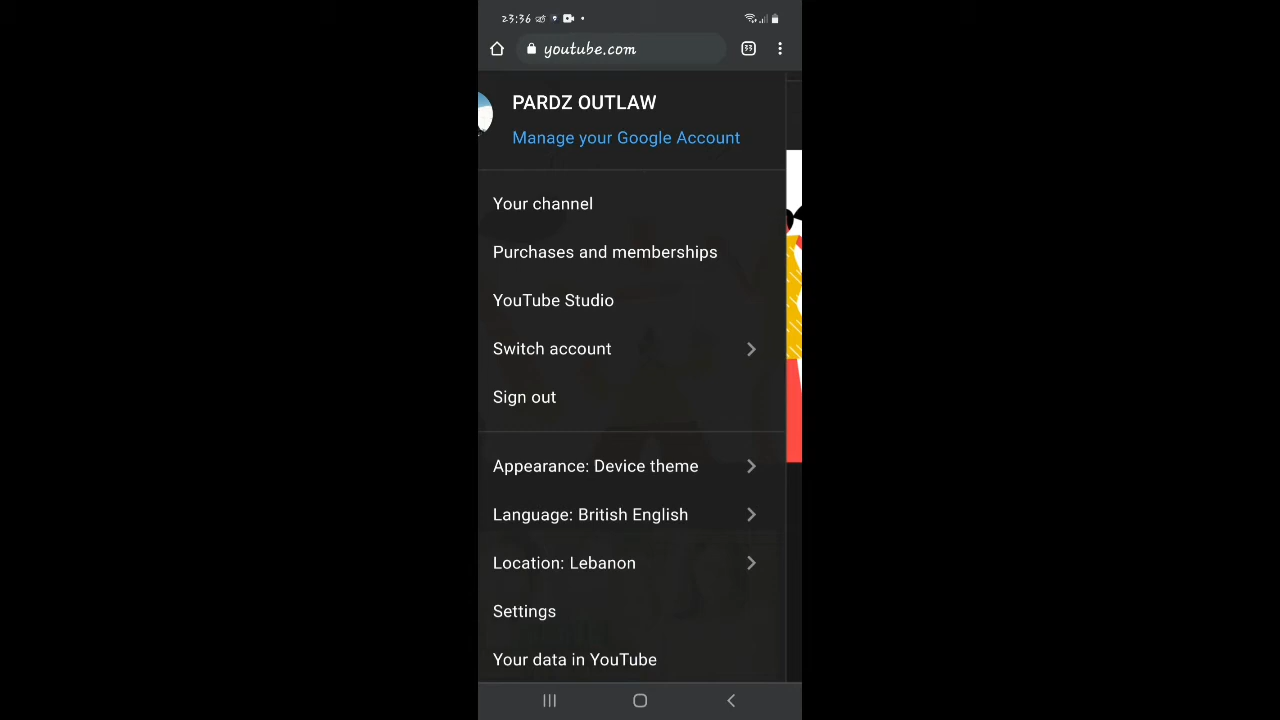 23:36
youtube.com
33
PARDZ OUTLAW
Manage your Google Account
Your channel
Purchases and memberships
YouTube Studio
Switch account
Sign out
Appearance: Device theme
Language: British English
Location: Lebanon
Settings
Your data in YouTube